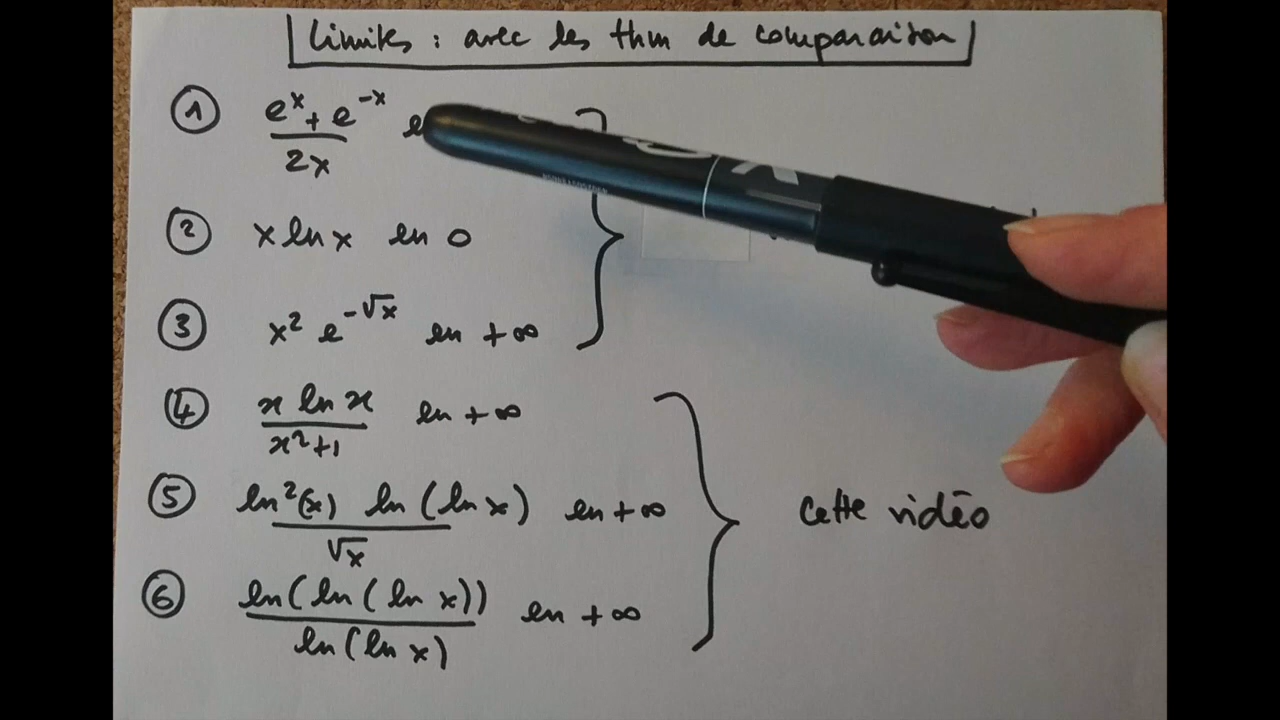 Limites : avec les thm de comparaison
① (e^x + e^-x)/2x
② x ln x en 0
③ x² e^-√x en +∞
④ (x ln x)/(x²+1) en +∞
⑤ (ln²(x) ln(ln x))/√x en +∞
cette vidéo
⑥ ln(ln(ln x))/ln(ln x) en +∞